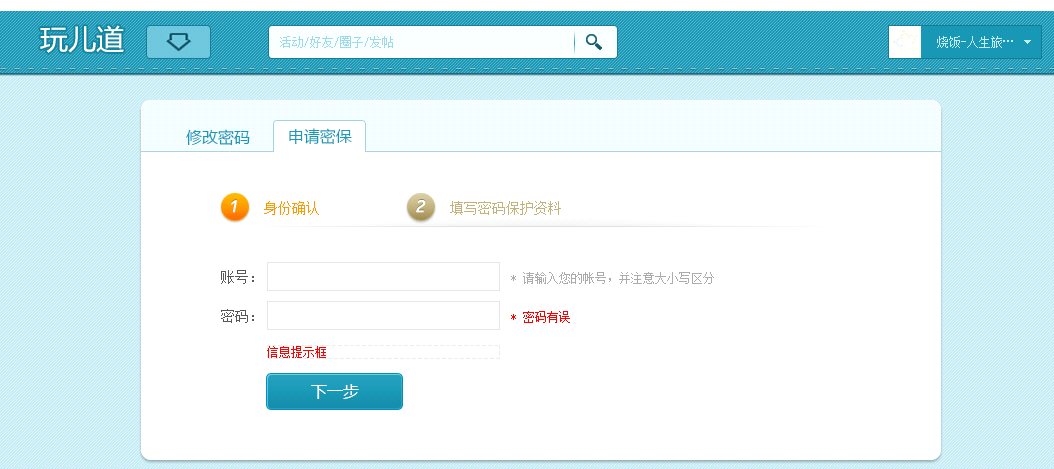 玩儿道
活动/好友/圈子/发帖
烧饭-人生旅…
修改密码 申请密保
1 身份确认 2 填写密码保护资料
账号： * 请输入您的帐号，并注意大小写区分
密码： * 密码有误
信息提示框
下一步